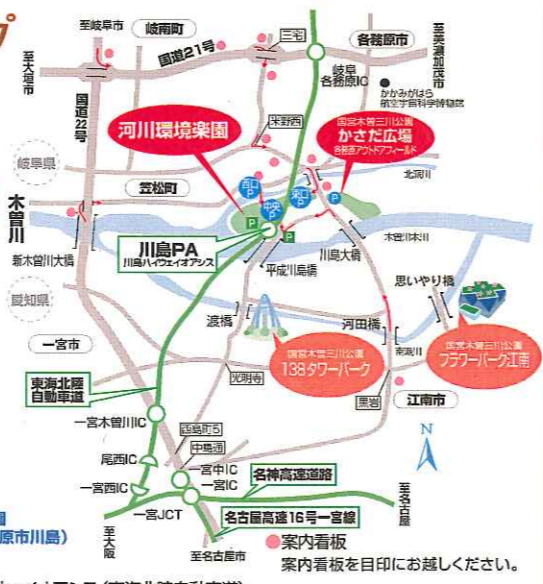 プ
至岐阜市
岐南町
三宅
各務原市
至美濃加茂市
至大垣市
国道21号
岐阜
各務原IC
かかみがはら
航空宇宙科学博物館
国道22号
米野西
河川環境楽園
国営木曽三川公園
かさだ広場
各務原アウトドアフィールド
岐阜県
笠松町
北派川
西口
P
中央
P
東口
P
P
P
P
木曽川
川島PA
川島ハイウェイオアシス
新木曽川大橋
平成川島橋
川島大橋
木曽川本川
思いやり橋
愛知県
渡橋
河田橋
南派川
国営木曽三川公園
138タワーパーク
国営木曽三川公園
フラワーパーク江南
一宮市
光明寺
黒岩
江南市
東海北陸
自動車道
一宮木曽川IC
西島町5
中島通
N
尾西IC
一宮中IC
名神高速道路
一宮西IC
一宮IC
一宮JCT
名古屋高速16号一宮線
至大阪
至名古屋市
至名古屋
原市川島)
案内看板
案内看板を目印にお越しください。